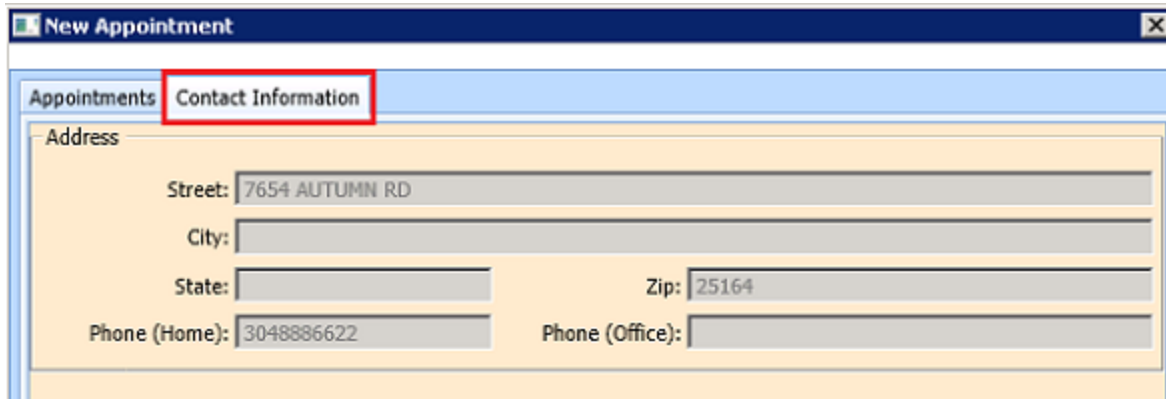 New Appointment
Appointments Contact Information
Address
Street: 7654 AUTUMN RD
City:
State: Zip: 25164
Phone (Home): 3048886622 Phone (Office):